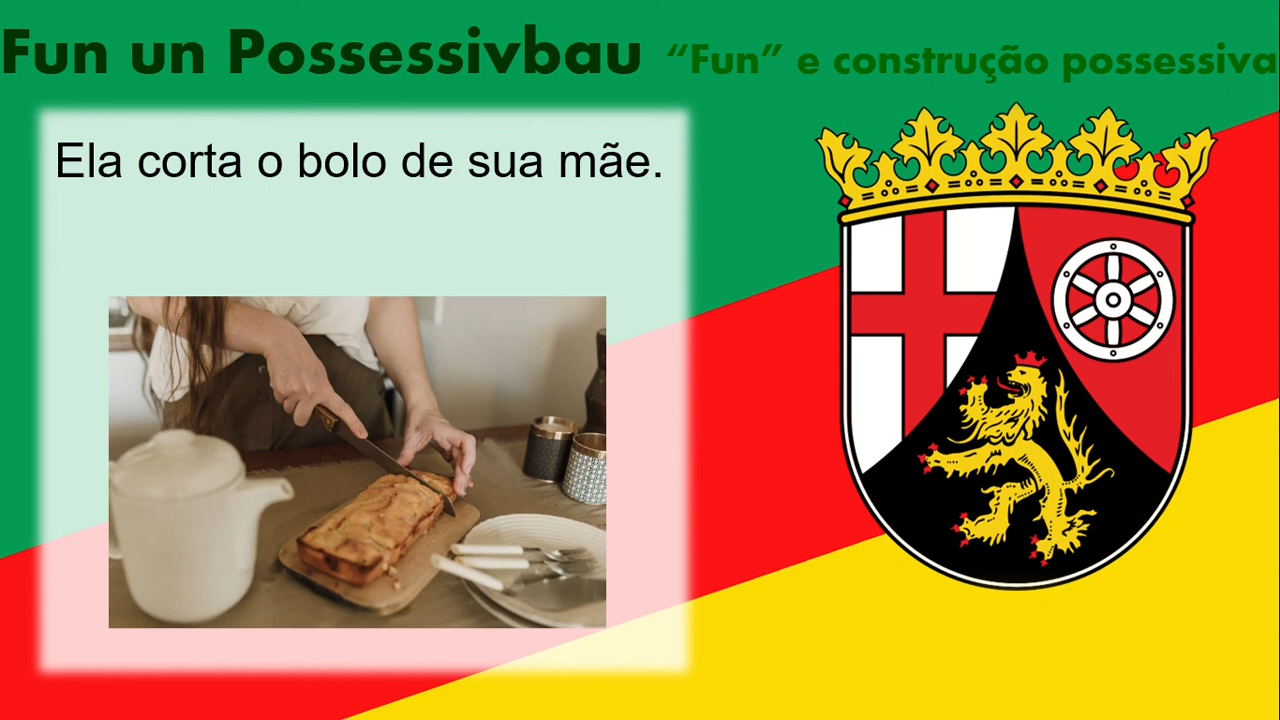 Fun un Possessivbau “Fun” e construção possessiva
Ela corta o bolo de sua mãe.